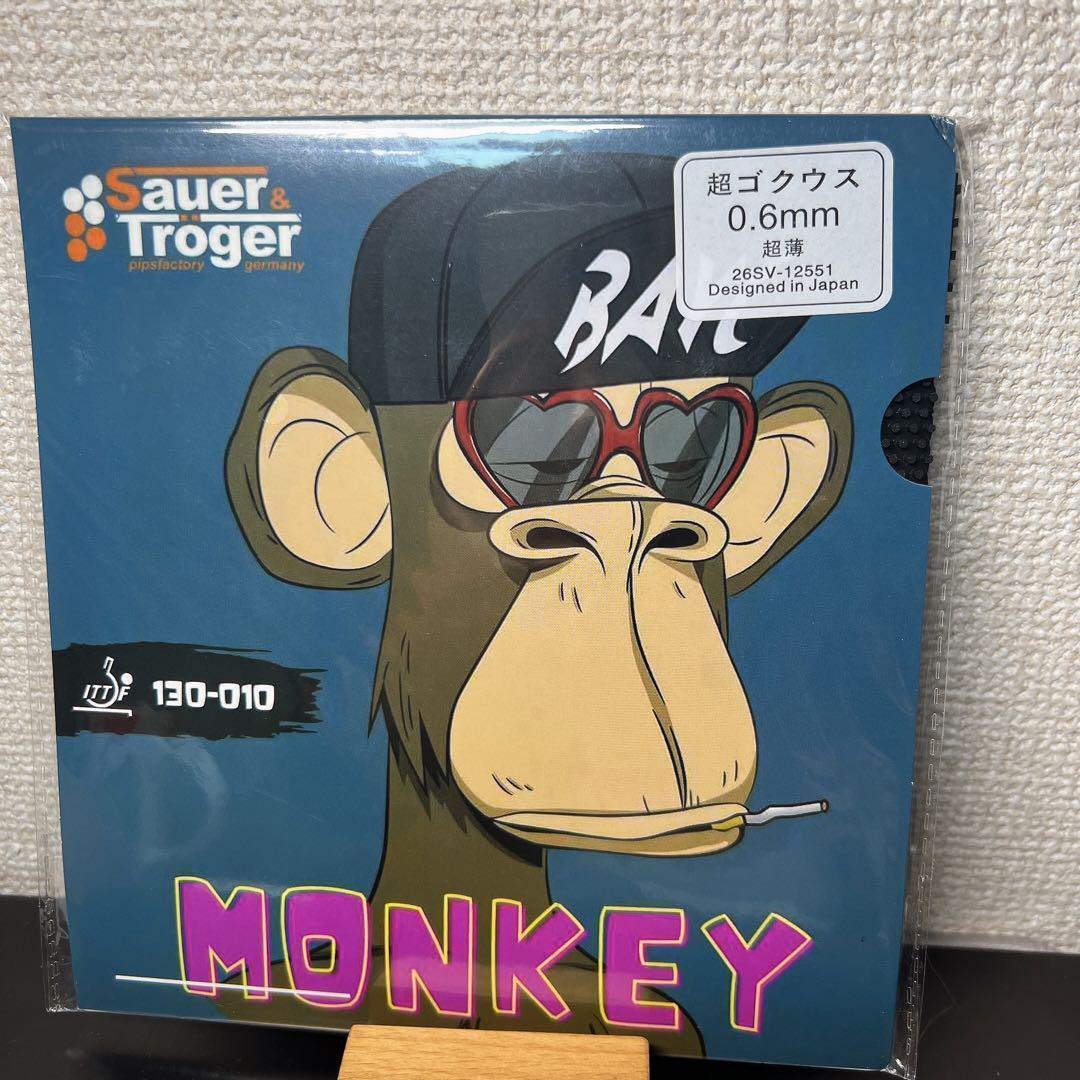 Sauer &
Tröger
pipsfactory germany
超ゴクウス
0.6mm
超薄
26SV-12551
Designed in Japan
ITTF 130-010
MONKEY